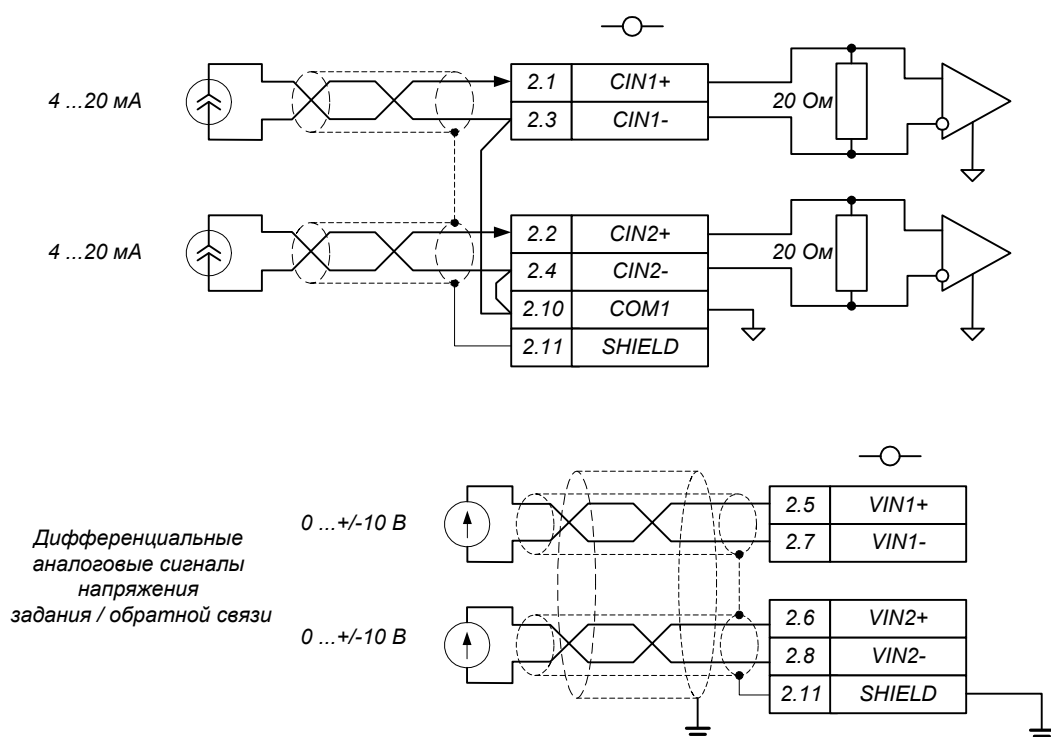 4 ...20 мА
2.1 CIN1+
2.3 CIN1-
20 Ом
4 ...20 мА
2.2 CIN2+
2.4 CIN2-
2.10 COM1
2.11 SHIELD
20 Ом
Дифференциальные
аналоговые сигналы
напряжения
задания / обратной связи
0 ...+/-10 В
2.5 VIN1+
2.7 VIN1-
0 ...+/-10 В
2.6 VIN2+
2.8 VIN2-
2.11 SHIELD